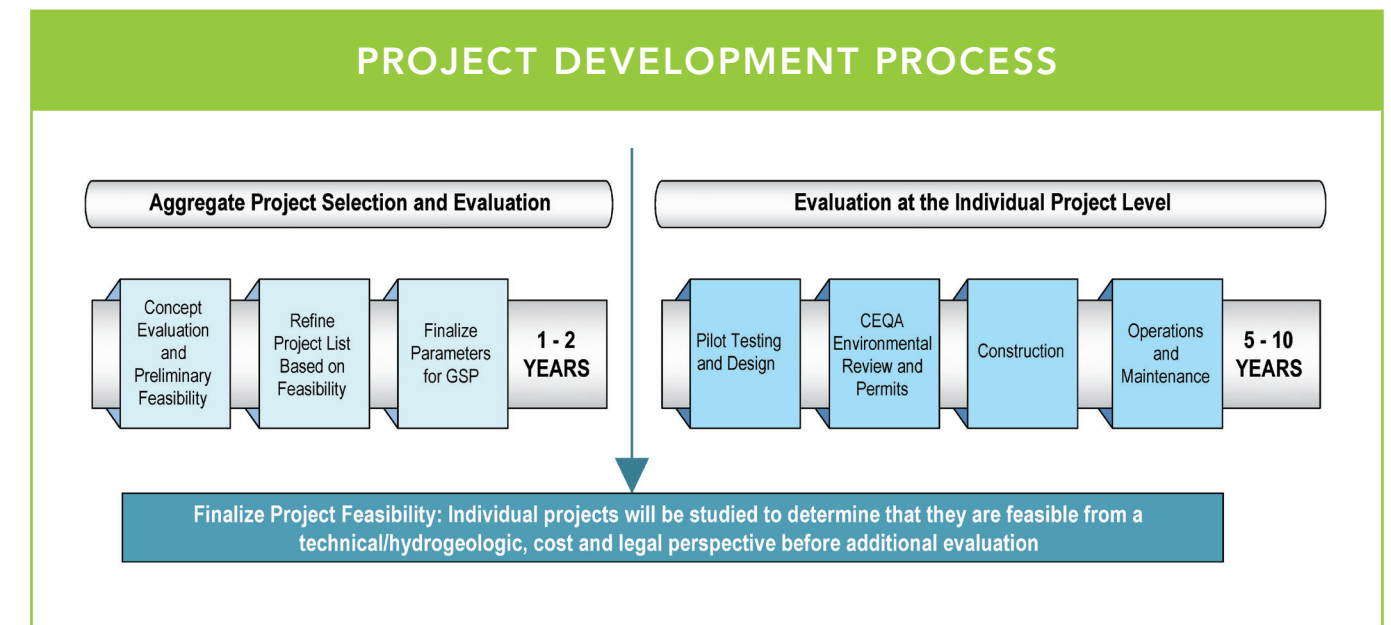 PROJECT DEVELOPMENT PROCESS
Aggregate Project Selection and Evaluation
Concept
Evaluation
and
Preliminary
Feasibility
Refine
Project List
Based on
Feasibility
Finalize
Parameters
for GSP
1 - 2
YEARS
Evaluation at the Individual Project Level
Pilot Testing
and Design
CEQA
Environmental
Review and
Permits
Construction
Operations
and
Maintenance
5 - 10
YEARS
Finalize Project Feasibility: Individual projects will be studied to determine that they are feasible from a
technical/hydrogeologic, cost and legal perspective before additional evaluation